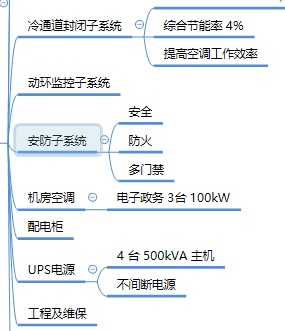 冷通道封闭子系统
综合节能率 4%
提高空调工作效率
动环监控子系统
安防子系统
安全
防火
多门禁
机房空调
电子政务 3台 100kW
配电柜
UPS电源
4 台 500kVA 主机
不间断电源
工程及维保